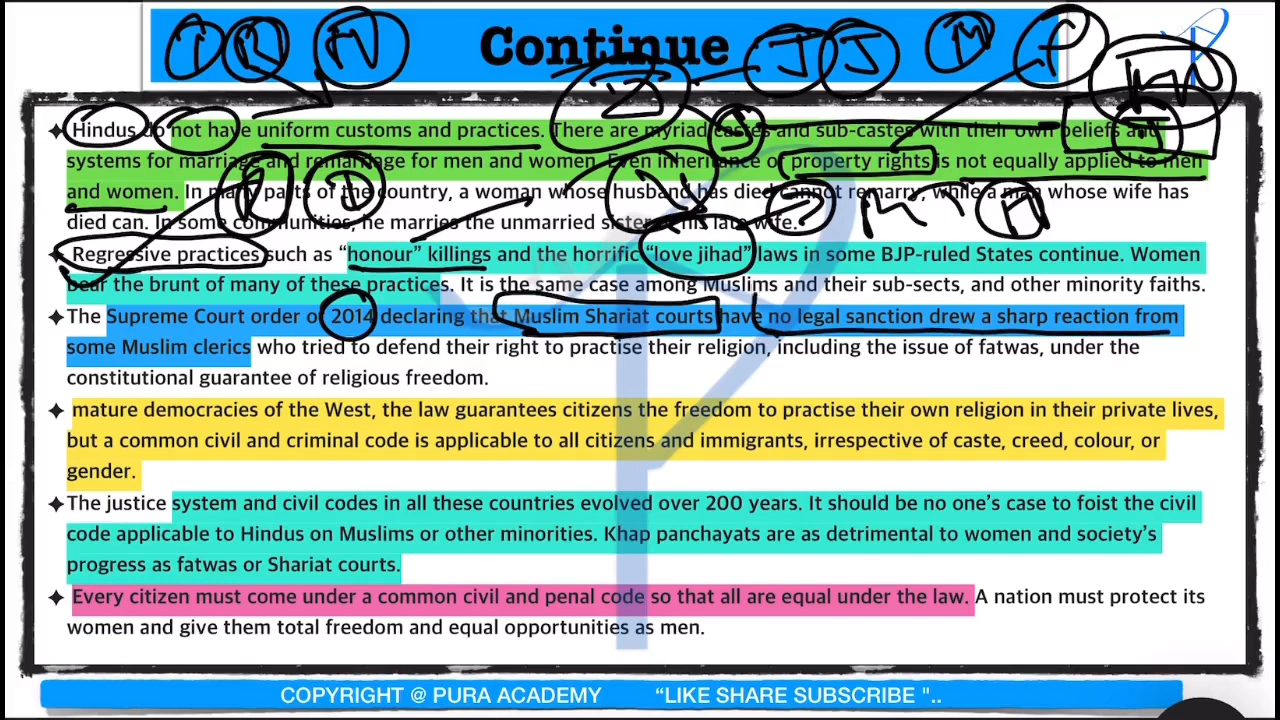 Continue
Hindus do not have uniform customs and practices. There are myriad castes and sub-castes with their own beliefs and
systems for marriage and remarriage for men and women. Even inheritance of property rights is not equally applied to men
and women. In many parts of the country, a woman whose husband has died cannot remarry, while a man whose wife has
died can. In some communities, he marries the unmarried sister of his late wife.
Regressive practices such as “honour” killings and the horrific “love jihad” laws in some BJP-ruled States continue. Women
bear the brunt of many of these practices. It is the same case among Muslims and their sub-sects, and other minority faiths.
The Supreme Court order of 2014 declaring that Muslim Shariat courts have no legal sanction drew a sharp reaction from
some Muslim clerics who tried to defend their right to practise their religion, including the issue of fatwas, under the
constitutional guarantee of religious freedom.
mature democracies of the West, the law guarantees citizens the freedom to practise their own religion in their private lives,
but a common civil and criminal code is applicable to all citizens and immigrants, irrespective of caste, creed, colour, or
gender.
The justice system and civil codes in all these countries evolved over 200 years. It should be no one’s case to foist the civil
code applicable to Hindus on Muslims or other minorities. Khap panchayats are as detrimental to women and society’s
progress as fatwas or Shariat courts.
Every citizen must come under a common civil and penal code so that all are equal under the law. A nation must protect its
women and give them total freedom and equal opportunities as men.
COPYRIGHT @ PURA ACADEMY “LIKE SHARE SUBSCRIBE "..